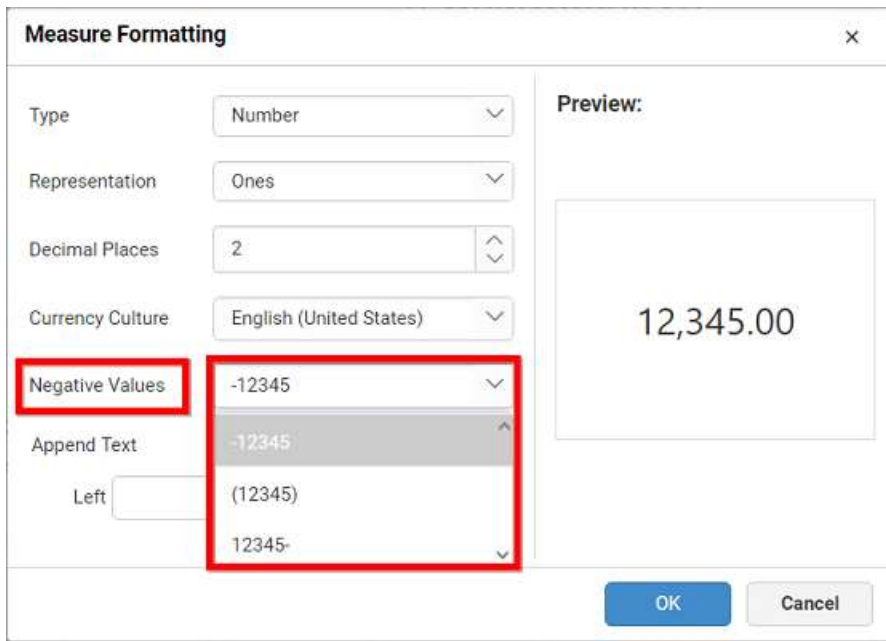 Measure Formatting
Type
Number
Preview:
Representation
Ones
Decimal Places
2
Currency Culture
English (United States)
12,345.00
Negative Values
-12345
Append Text
-12345
Left
(12345)
12345-
OK
Cancel